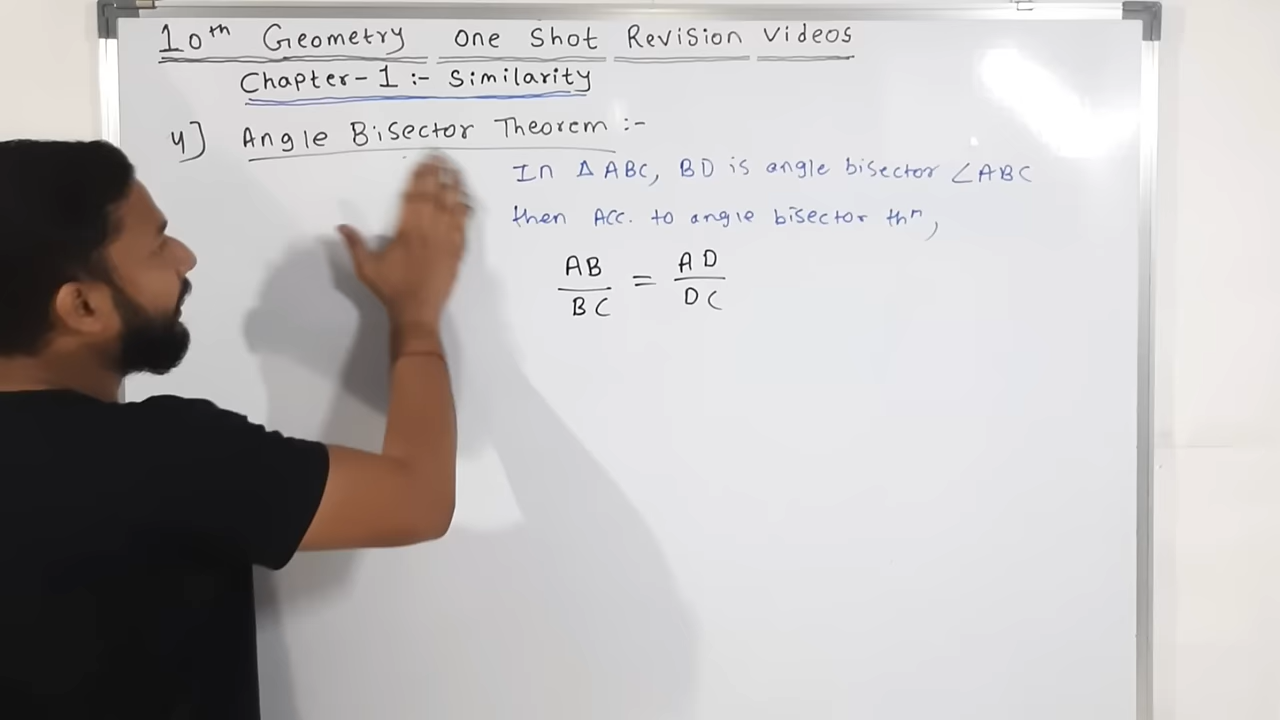 10th Geometry One Shot Revision Videos
Chapter-1 :- Similarity
4] Angle Bisector Theorem :-
In Δ ABC, BD is angle bisector ∠ABC
then Acc. to angle bisector thⁿ,
AB/BC = AD/DC